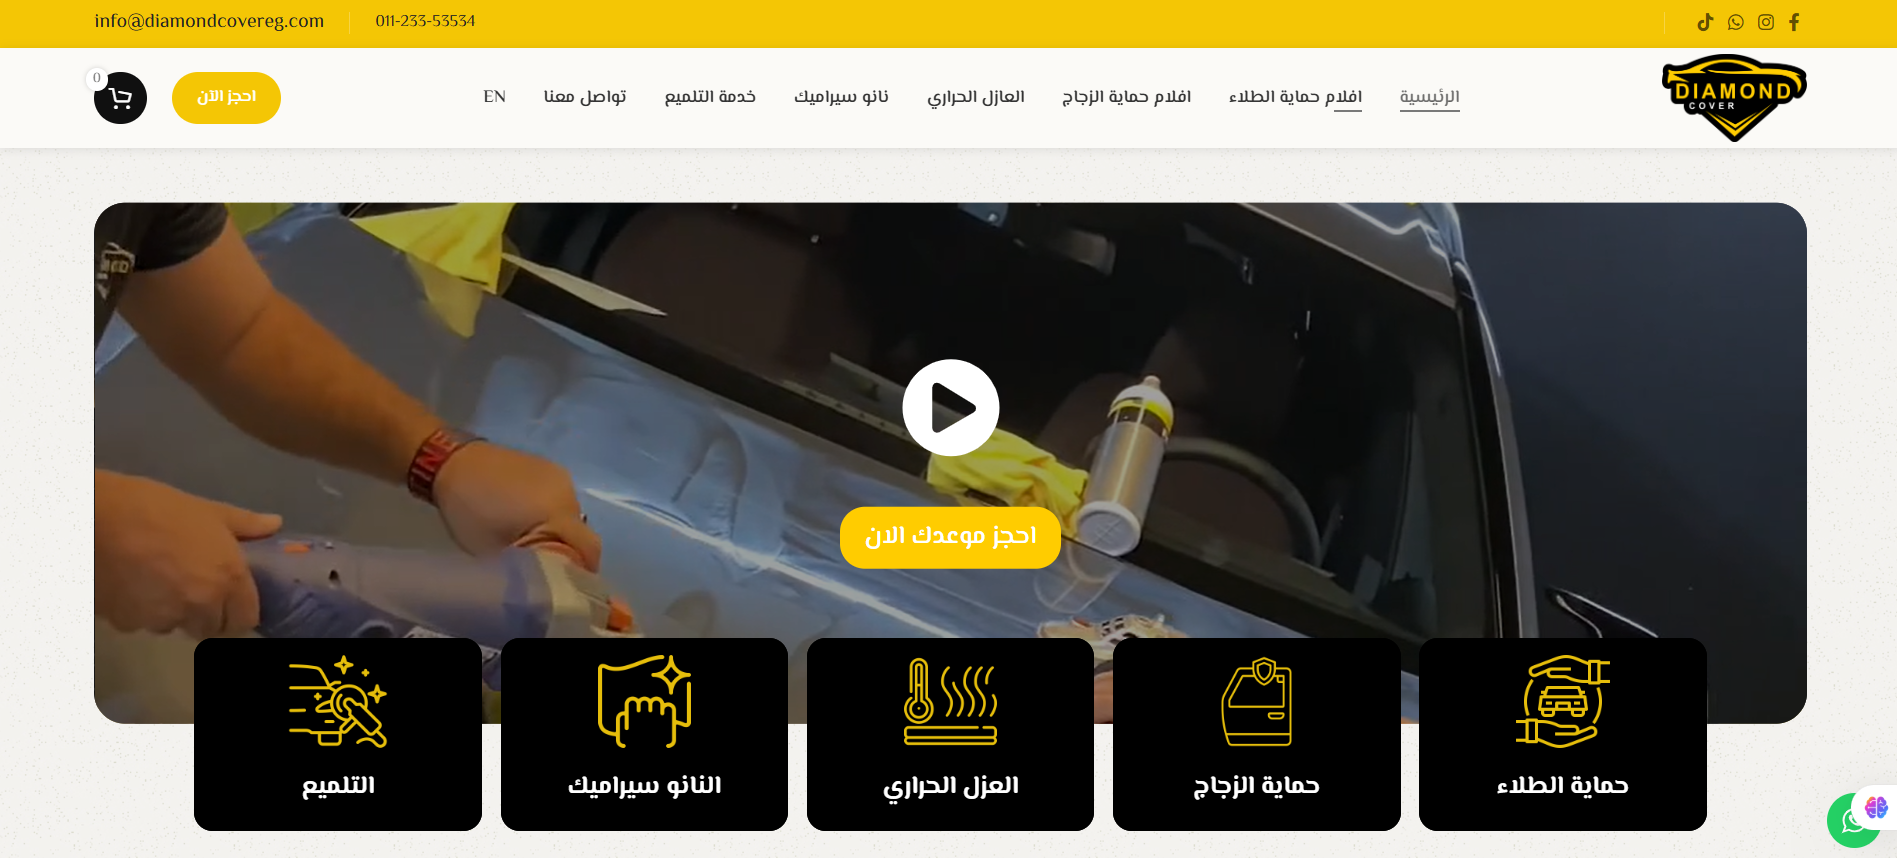 info@diamondcovereg.com
011-233-53534
DIAMOND
COVER
الرئيسية
افلام حماية الطلاء
افلام حماية الزجاج
العازل الحراري
نانو سيراميك
خدمة التلميع
تواصل معنا
EN
احجز الآن
0
احجز موعدك الان
حماية الطلاء
حماية الزجاج
العزل الحراري
النانو سيراميك
التلميع